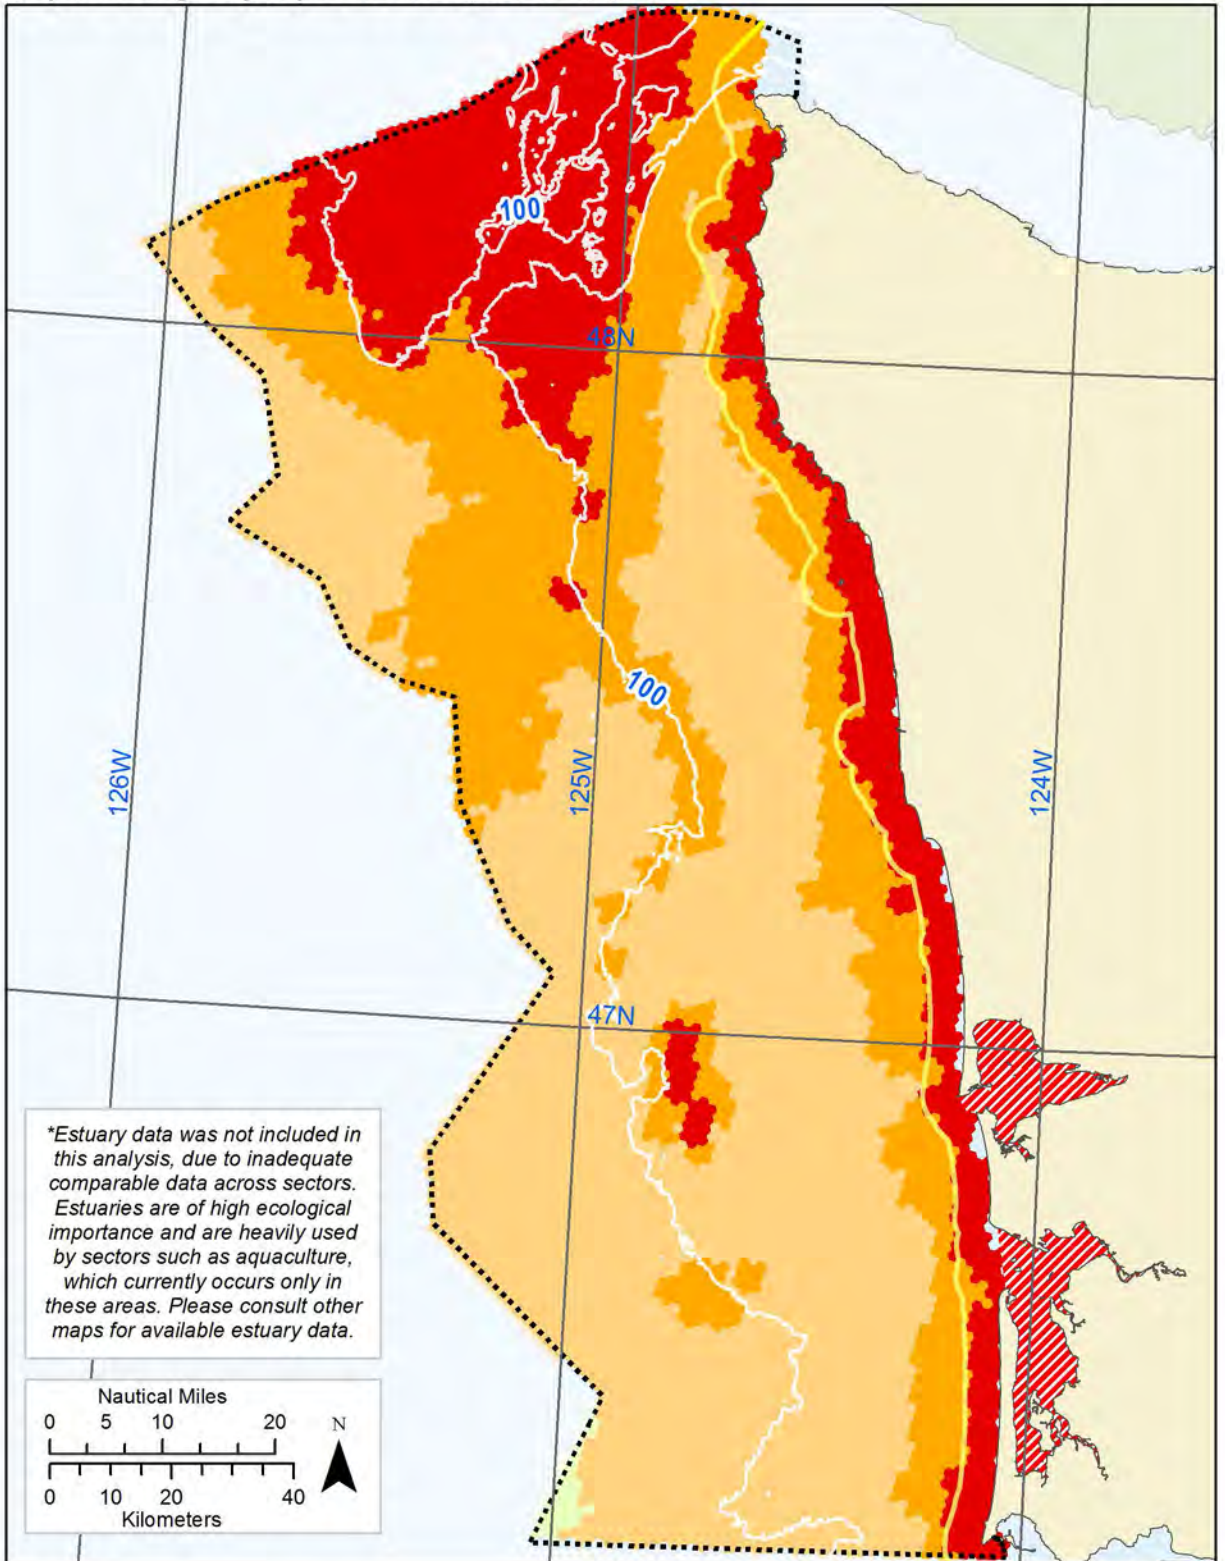 100
48N
100
126W
125W
124W
47N
*Estuary data was not included in
this analysis, due to inadequate
comparable data across sectors.
Estuaries are of high ecological
importance and are heavily used
by sectors such as aquaculture,
which currently occurs only in
these areas. Please consult other
maps for available estuary data.
Nautical Miles
0 5 10 20
N
0 10 20 40
Kilometers